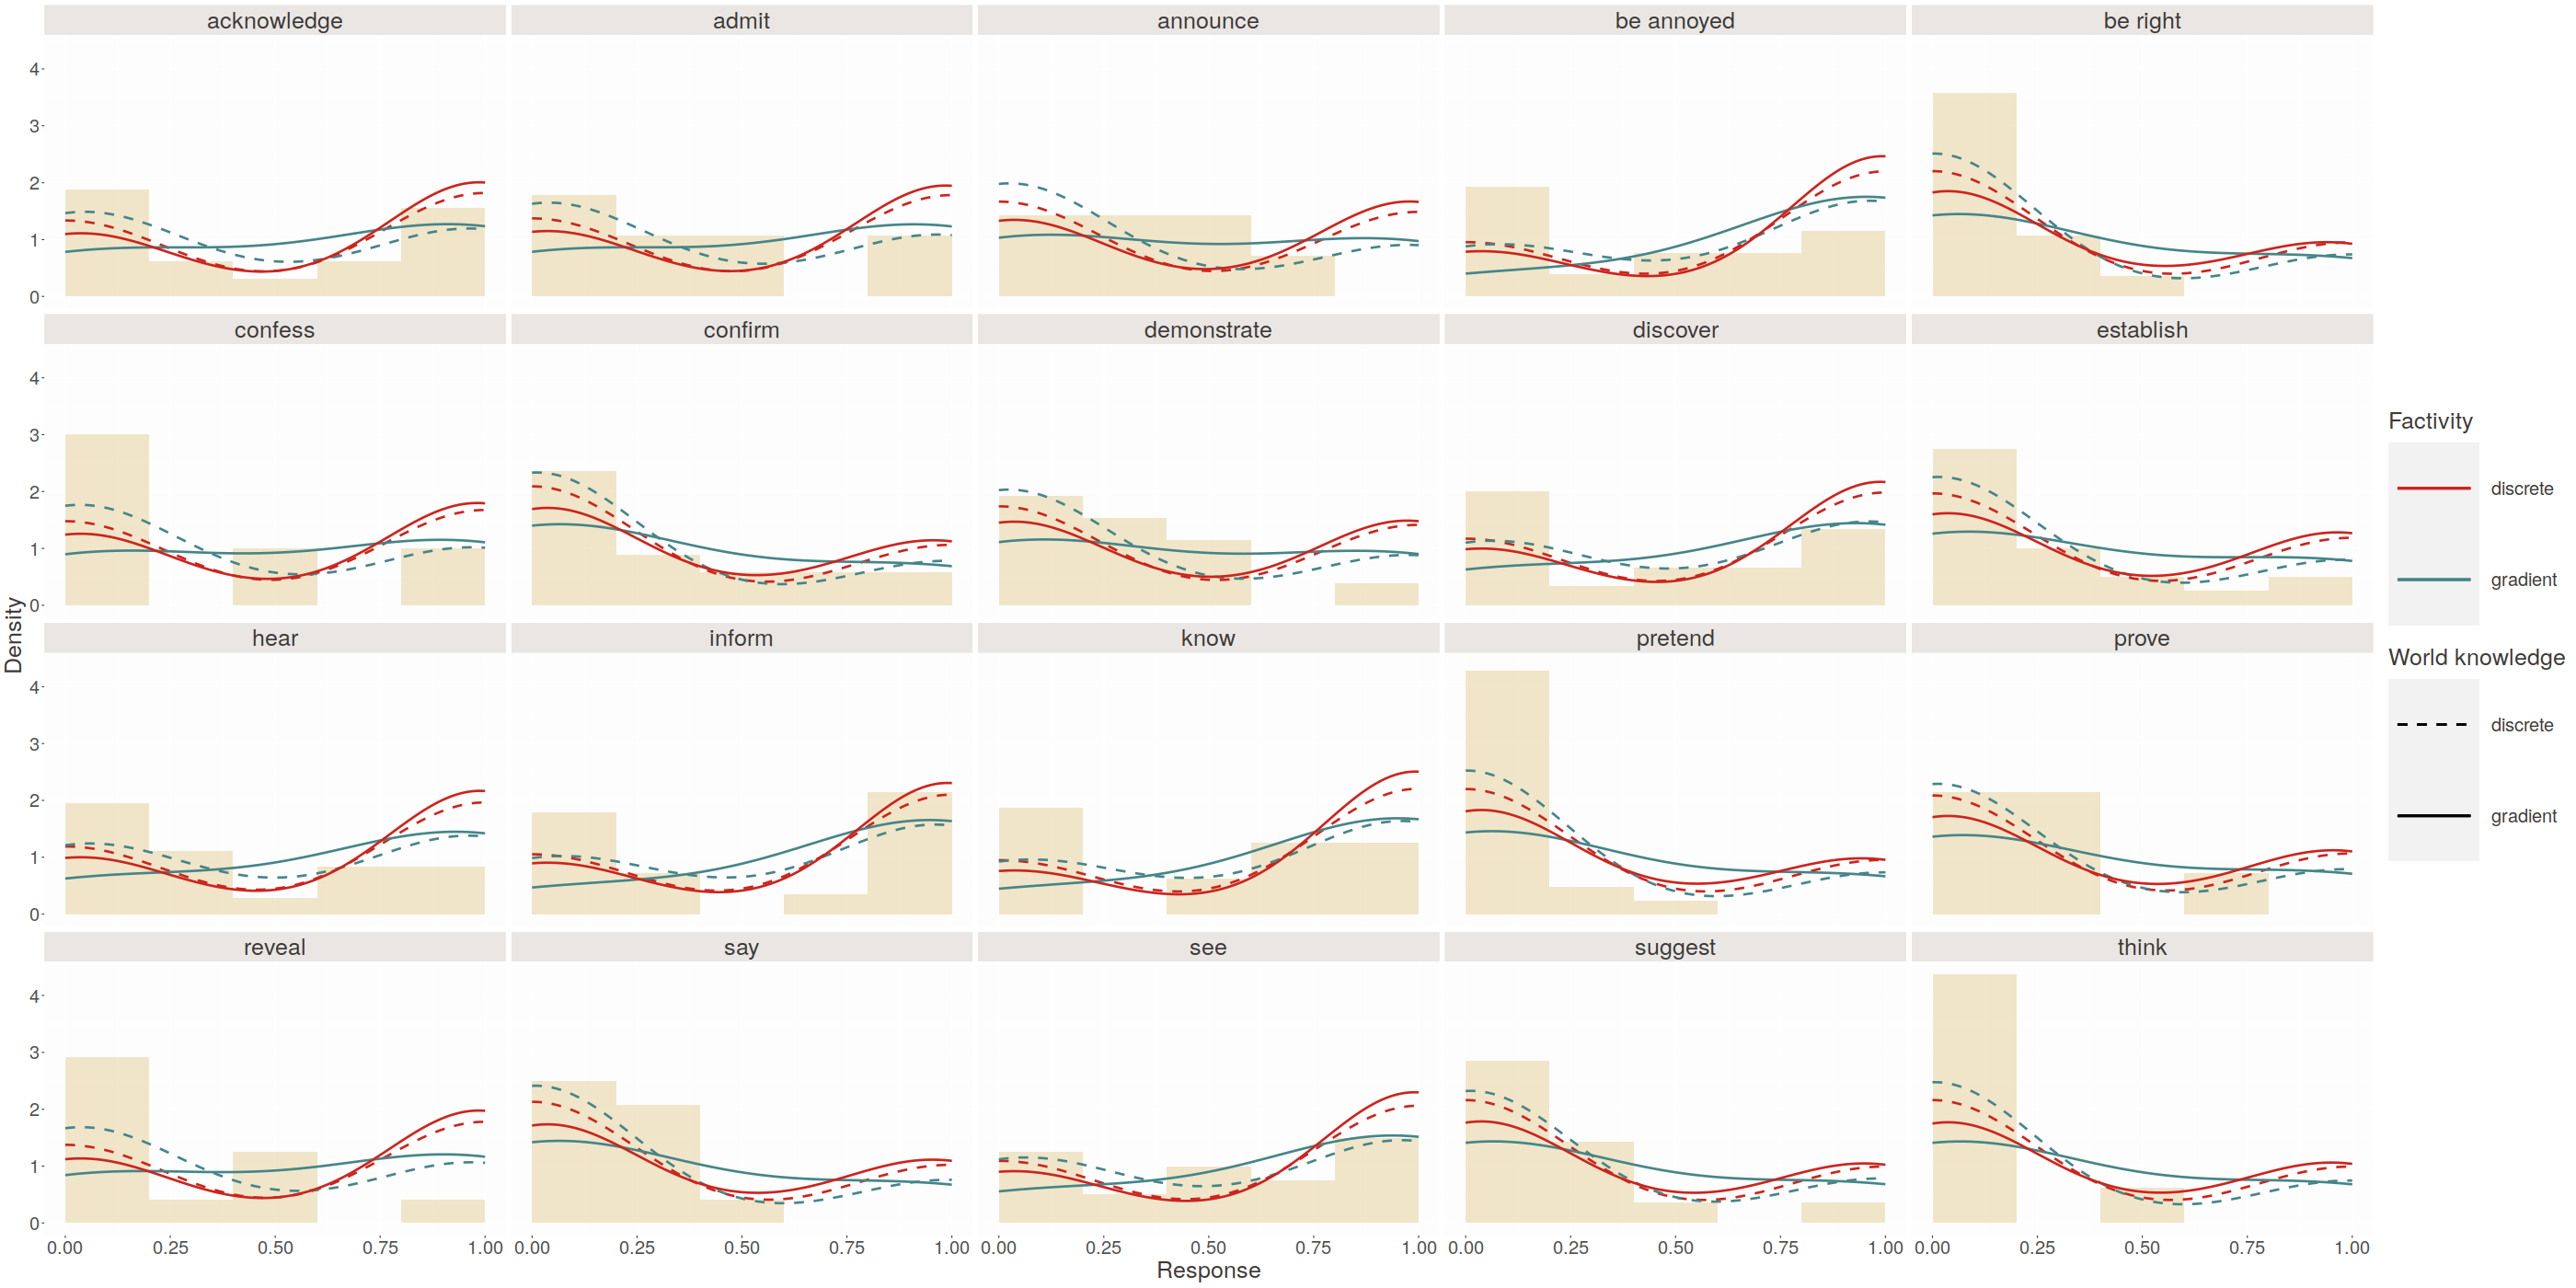 acknowledge admit announce be annoyed be right
4
3
2
1
0
confess confirm demonstrate discover establish
4
3
2
1
0
hear inform know pretend prove
4
3
2
1
0
reveal say see suggest think
4
3
2
1
0
0.00 0.25 0.50 0.75 1.00 0.00 0.25 0.50 0.75 1.00 0.00 0.25 0.50 0.75 1.00 0.00 0.25 0.50 0.75 1.00 0.00 0.25 0.50 0.75 1.00
Response
Density
Factivity
discrete
gradient
World knowledge
discrete
gradient